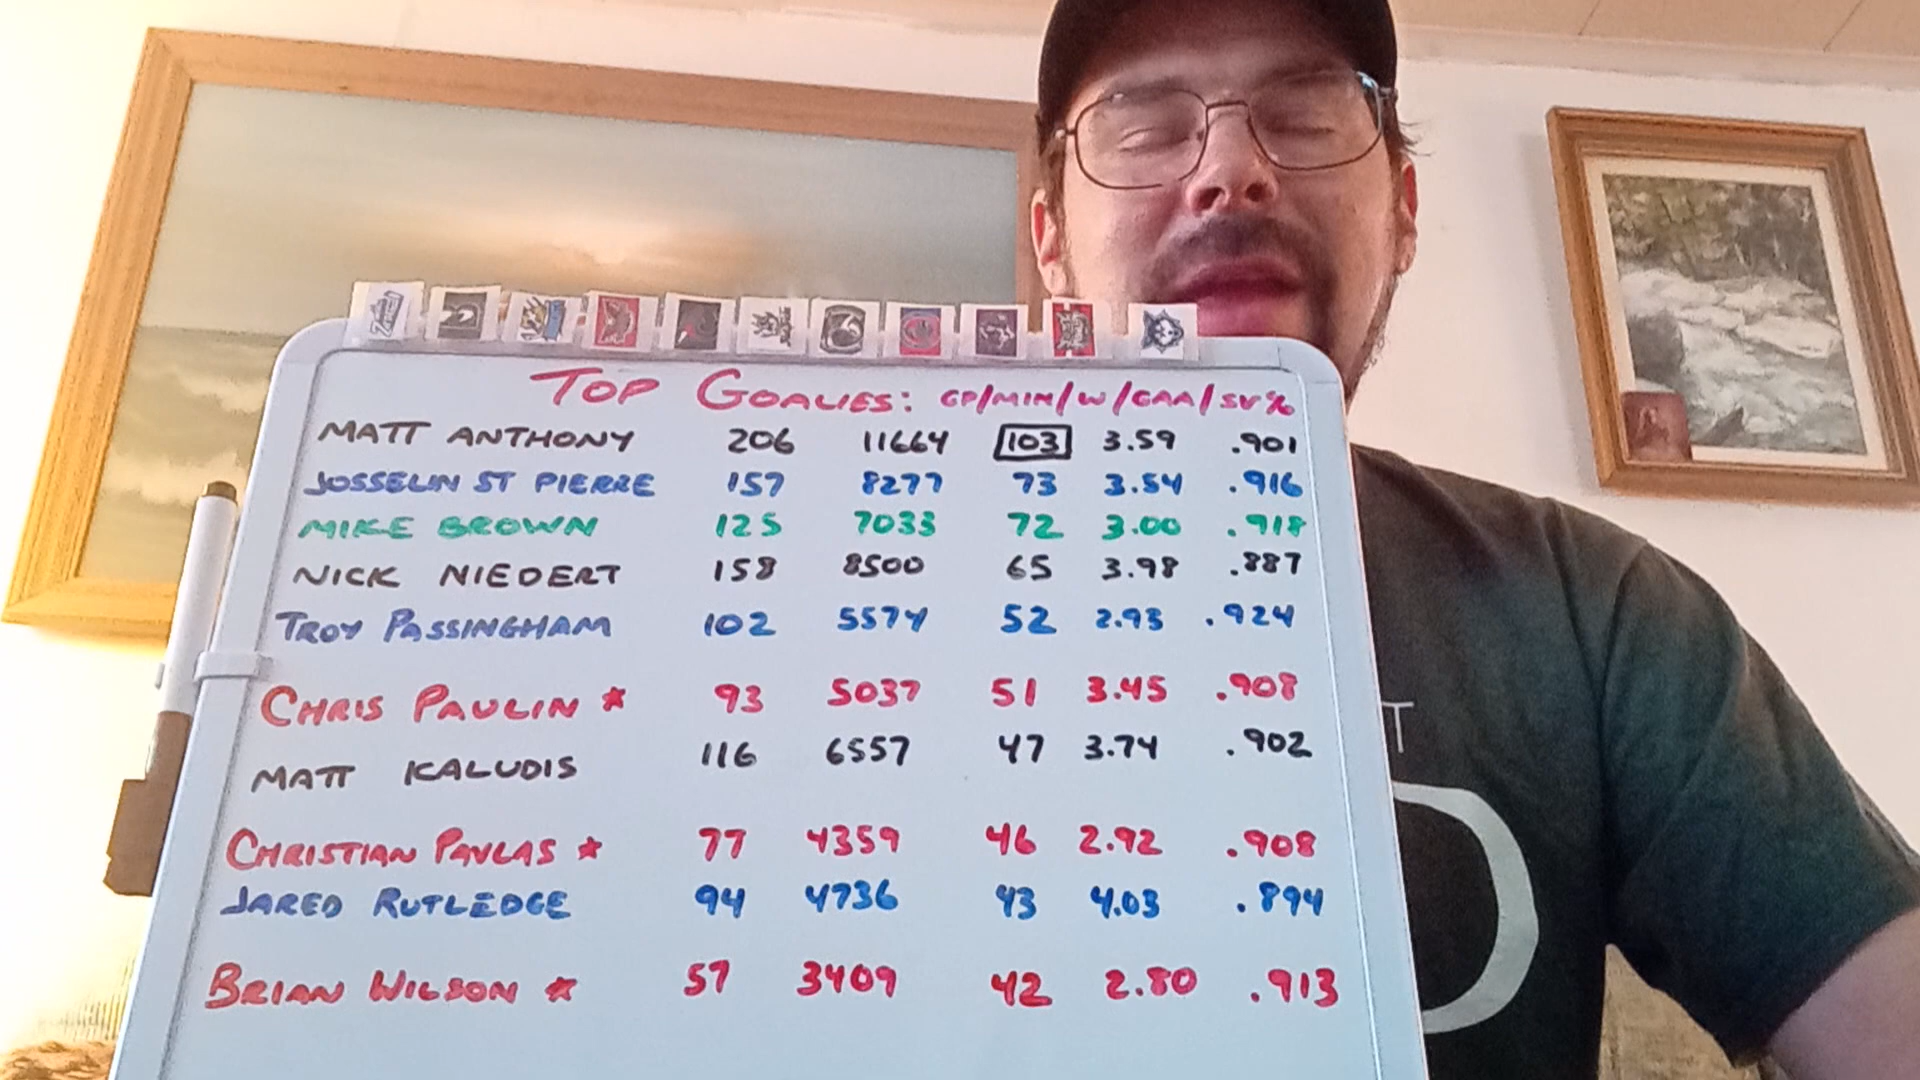 TOP GOALIES: GP/MIN/W/GAA/SV%
MATT ANTHONY 206 11664 103 3.59 .901
JOSSELIN ST PIERRE 157 8277 73 3.54 .916
MIKE BROWN 125 7033 72 3.00 .918
NICK NIEDERT 158 8500 65 3.98 .887
TROY PASSINGHAM 102 5574 52 2.93 .924
CHRIS PAULIN ★ 93 5037 51 3.45 .908
MATT KALUDIS 116 6557 47 3.74 .902
CHRISTIAN PAVLAS ★ 77 4359 46 2.92 .908
JARED RUTLEDGE 94 4736 43 4.03 .894
BRIAN WILSON ★ 57 3409 42 2.80 .913